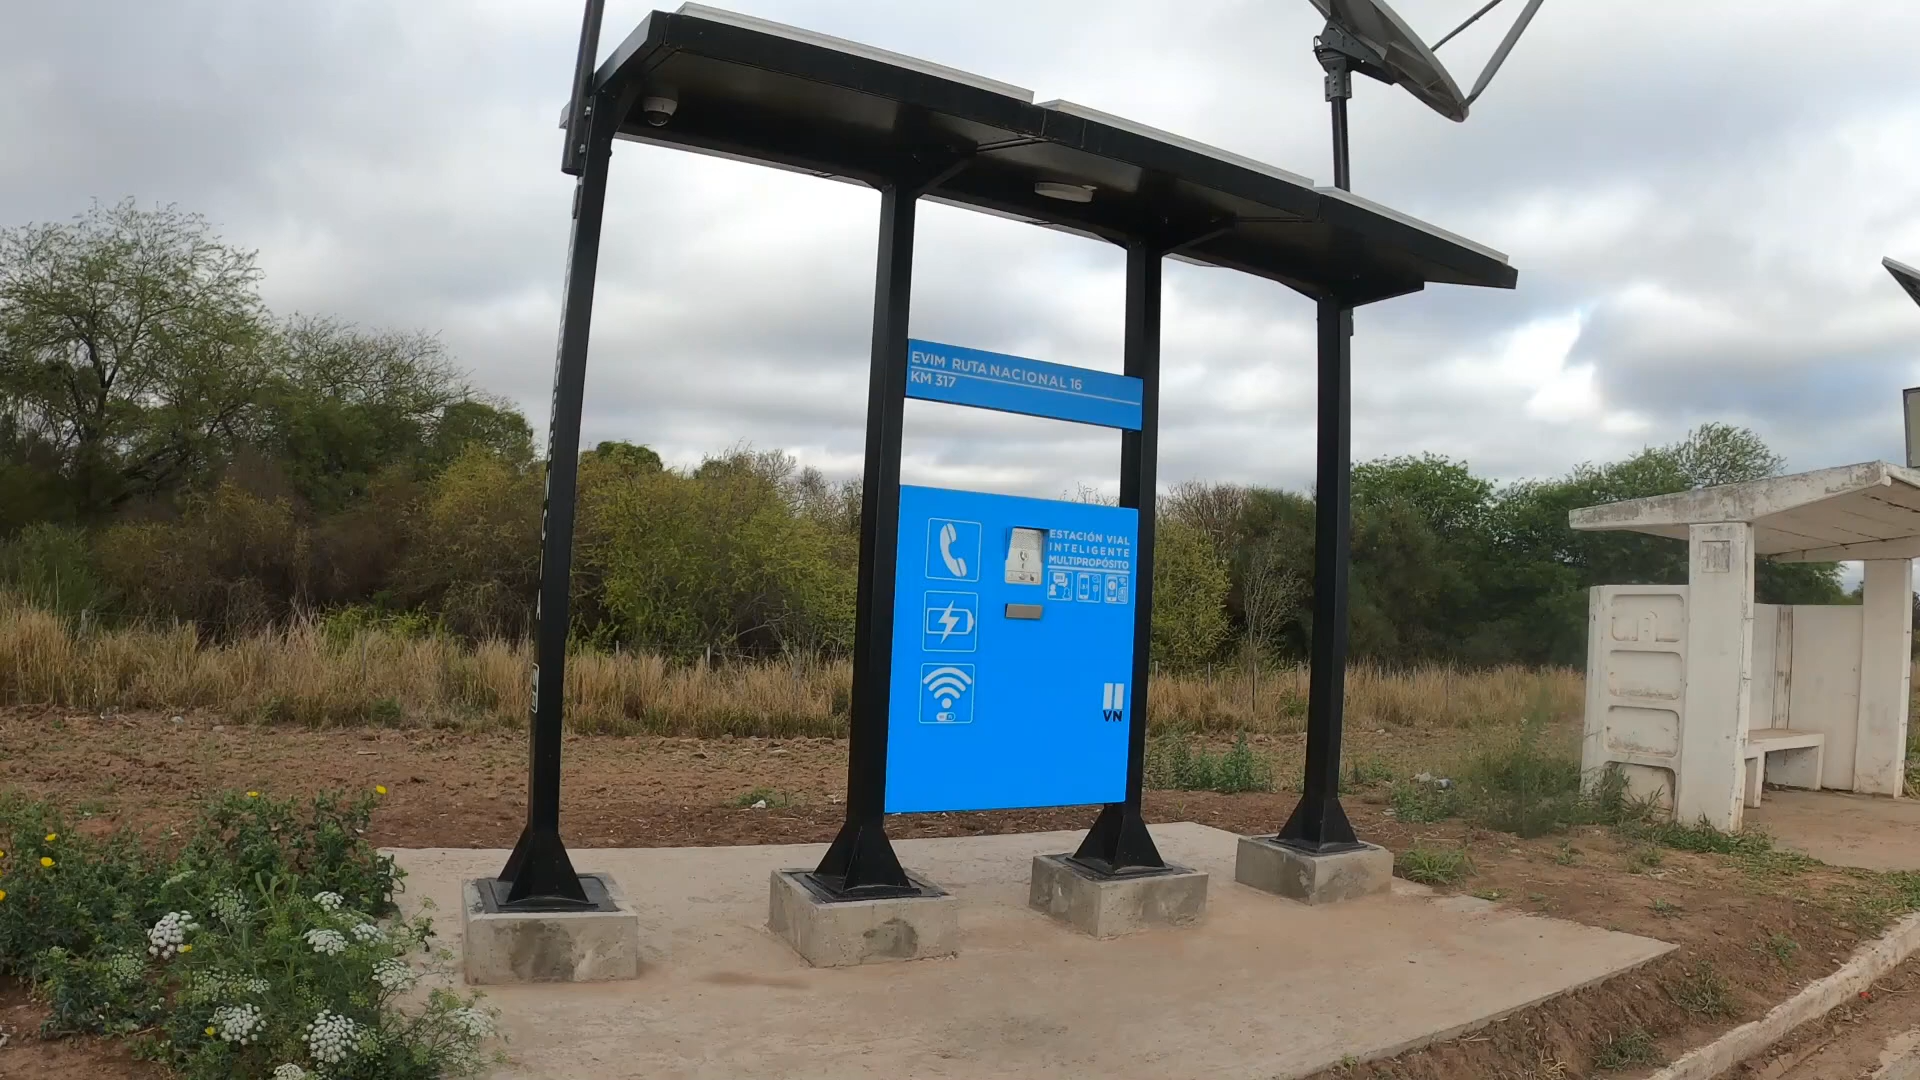 EVIM RUTA NACIONAL 16
KM 317
ESTACIÓN VIAL
INTELIGENTE
MULTIPROPÓSITO
VN